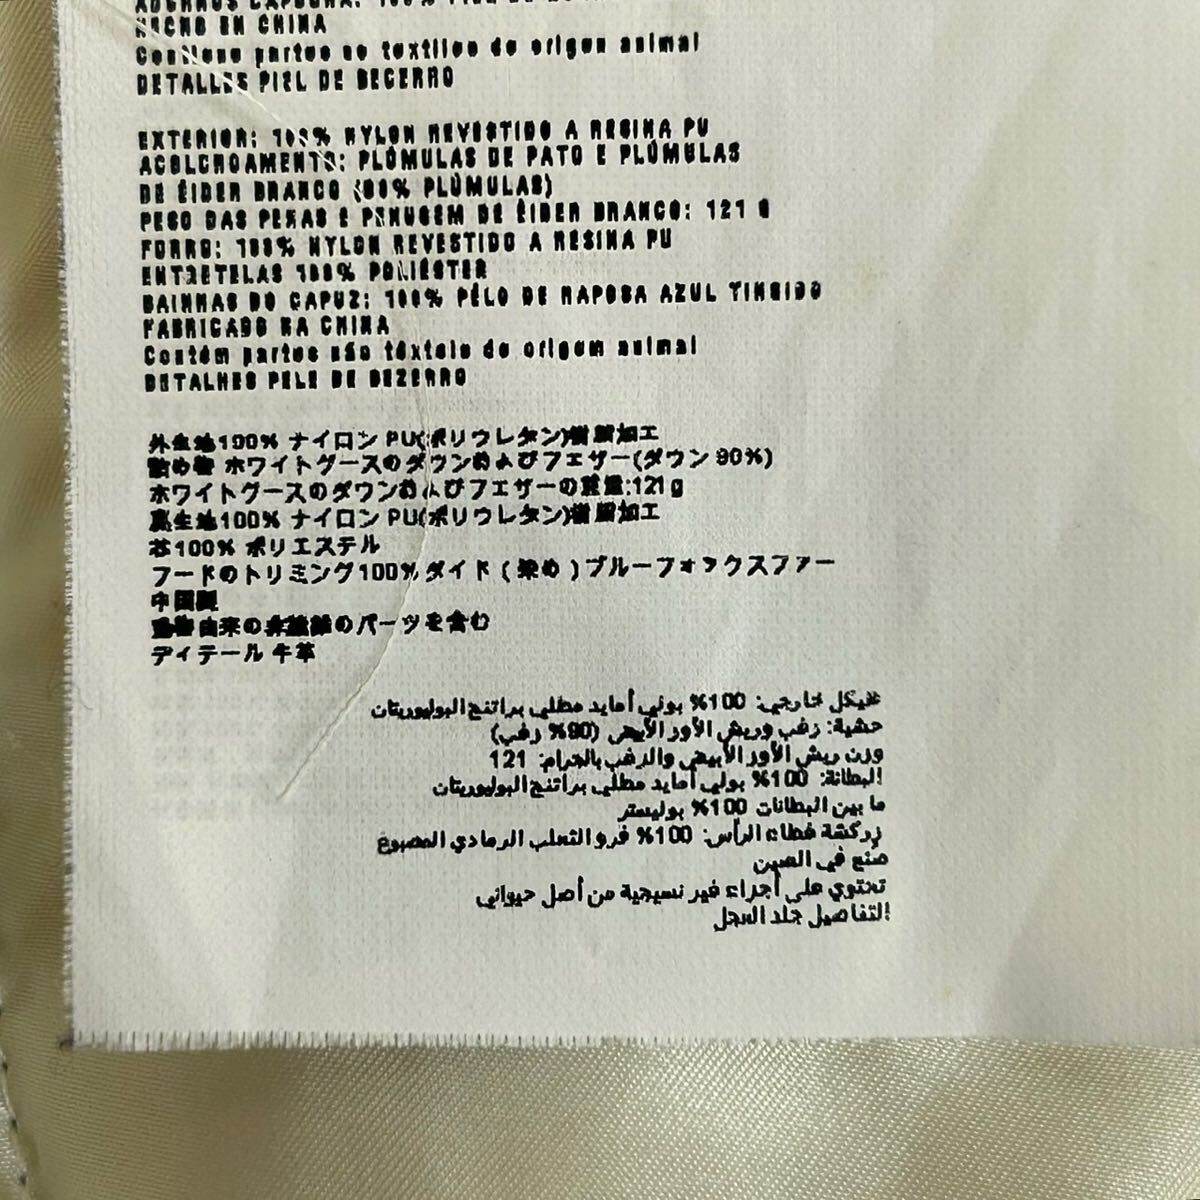 ADORNOS CAPUCHA: 100% PIEL DE
HECHO EN CHINA
Contiene partes no textiles de origen animal
DETALLES PIEL DE BECERRO
EXTERIOR: 100% NYLON REVESTIDO A RESINA PU
ACOLCHOAMENTO: PLÚMULAS DE PATO E PLÚMULAS
DE ÉIDER BRANCO (90% PLÚMULAS)
PESO DAS PENAS E PENUGEM DE ÉIDER BRANCO: 121 G
FORRO: 100% NYLON REVESTIDO A RESINA PU
ENTRETELAS 100% POLIÉSTER
BAINHAS DO CAPUZ: 100% PÊLO DE RAPOSA AZUL TINGIDO
FABRICADO NA CHINA
Contém partes não têxteis de origem animal
DETALHES PELE DE BEZERRO
外生地100% ナイロン PU(ポリウレタン)樹脂加工
詰め物 ホワイトグースのダウンおよびフェザー(ダウン 90%)
ホワイトグースのダウンおよびフェザーの重量:121g
裏生地100% ナイロン PU(ポリウレタン)樹脂加工
芯100% ポリエステル
フードのトリミング100% ダイド ( 染め ) ブルーフォックスファー
中国製
動物由来の非繊維のパーツを含む
ディテール 牛革
هيكل خارجي: 100% بولي أمايد مطلي براتنج البوليوريتان
حشية: زغب وريش الأوز الأبيض (90% زغب)
وزن ريش الأوز الأبيض والزغب بالجرام: 121
البطانة: 100% بولي أمايد مطلي براتنج البوليوريتان
ما بين البطانات 100% بوليستر
زركشة غطاء الرأس: 100% فرو الثعلب الرمادي المصبوغ
صنع في الصين
تحتوي على أجزاء غير نسيجية من أصل حيواني
التفاصيل جلد العجل